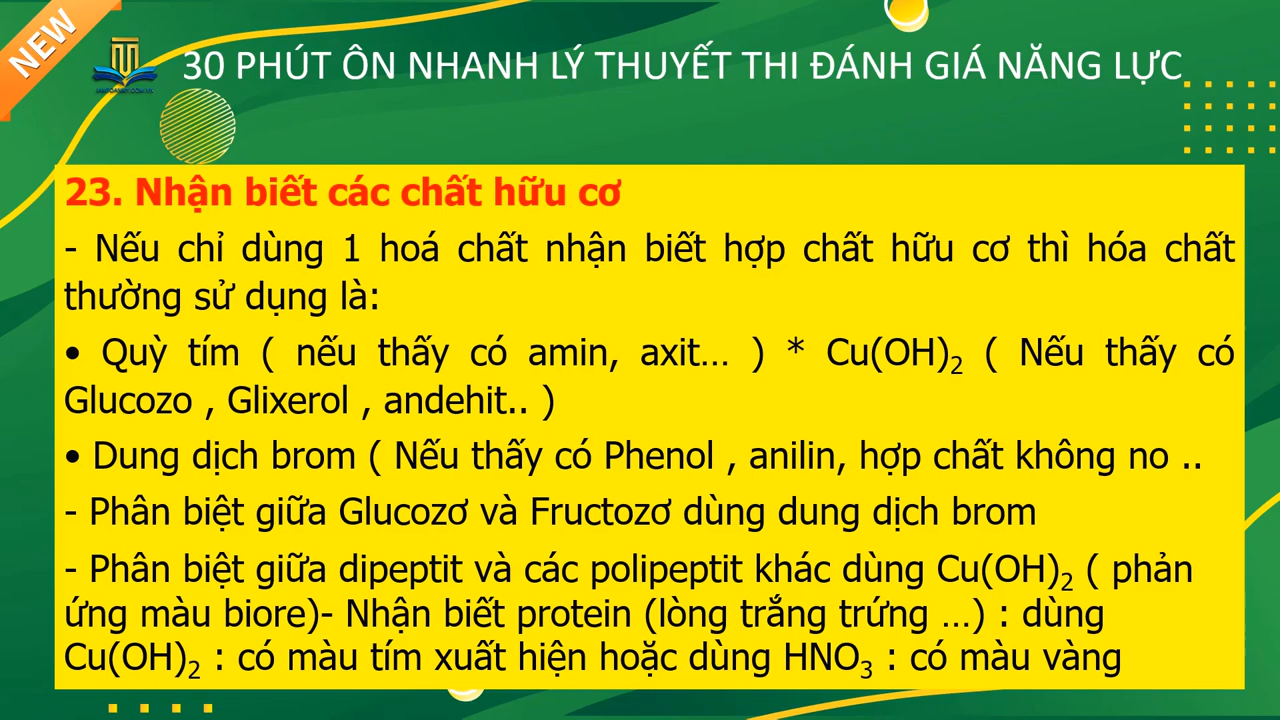 NEW
30 PHÚT ÔN NHANH LÝ THUYẾT THI ĐÁNH GIÁ NĂNG LỰC
23. Nhận biết các chất hữu cơ
- Nếu chỉ dùng 1 hoá chất nhận biết hợp chất hữu cơ thì hóa chất
thường sử dụng là:
• Quỳ tím ( nếu thấy có amin, axit... ) * Cu(OH)₂ ( Nếu thấy có
Glucozo , Glixerol , andehit.. )
• Dung dịch brom ( Nếu thấy có Phenol , anilin, hợp chất không no ..
- Phân biệt giữa Glucozơ và Fructozơ dùng dung dịch brom
- Phân biệt giữa dipeptit và các polipeptit khác dùng Cu(OH)₂ ( phản
ứng màu biore)- Nhận biết protein (lòng trắng trứng ...) : dùng
Cu(OH)₂ : có màu tím xuất hiện hoặc dùng HNO₃ : có màu vàng